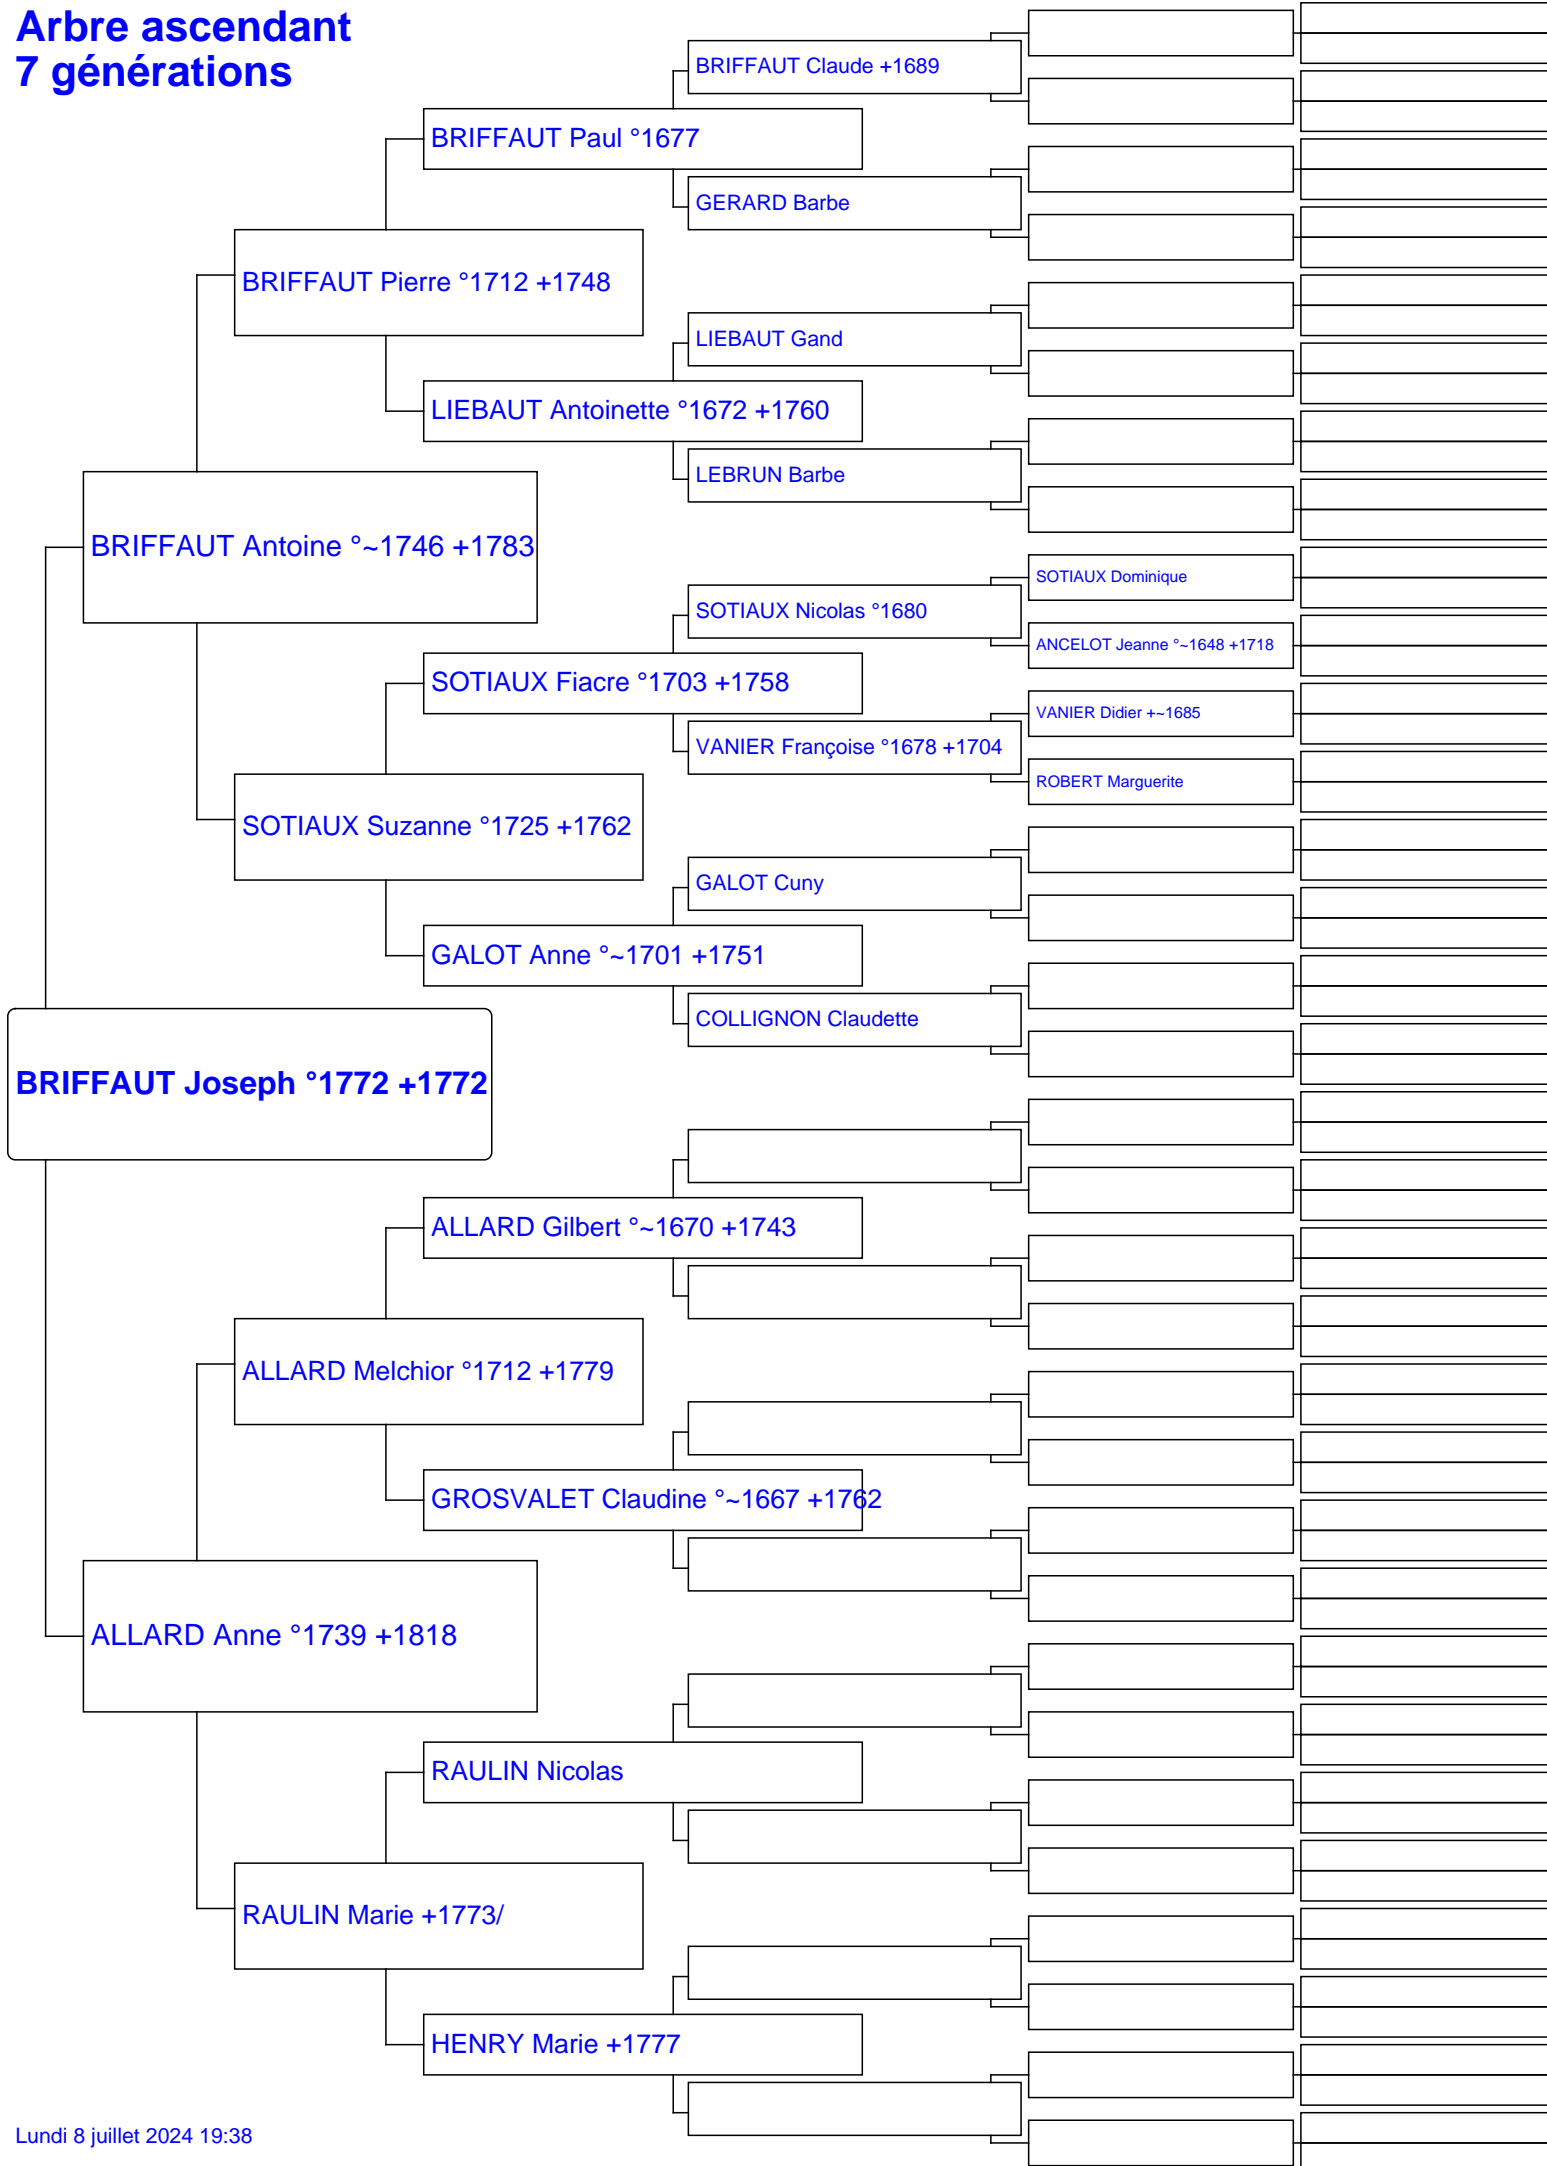 Arbre ascendant
7 générations
BRIFFAUT Claude +1689
BRIFFAUT Paul °1677
GERARD Barbe
BRIFFAUT Pierre °1712 +1748
LIEBAUT Gand
LIEBAUT Antoinette °1672 +1760
LEBRUN Barbe
BRIFFAUT Antoine °~1746 +1783
SOTIAUX Dominique
SOTIAUX Nicolas °1680
ANCELOT Jeanne °~1648 +1718
SOTIAUX Fiacre °1703 +1758
VANIER Didier +~1685
VANIER Françoise °1678 +1704
ROBERT Marguerite
SOTIAUX Suzanne °1725 +1762
GALOT Cuny
GALOT Anne °~1701 +1751
COLLIGNON Claudette
BRIFFAUT Joseph °1772 +1772
ALLARD Gilbert °~1670 +1743
ALLARD Melchior °1712 +1779
GROSVALET Claudine °~1667 +1762
ALLARD Anne °1739 +1818
RAULIN Nicolas
RAULIN Marie +1773/
HENRY Marie +1777
Lundi 8 juillet 2024 19:38